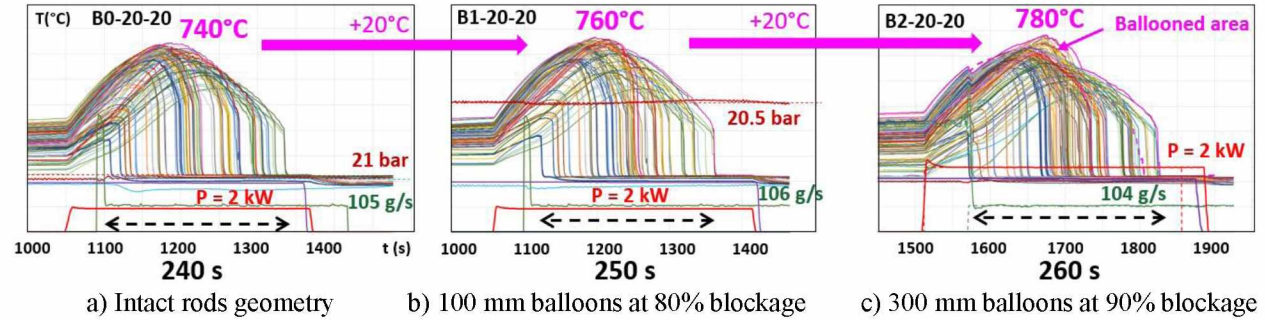 T(°C) B0-20-20
740°C
+20°C
21 bar
P = 2 kW
105 g/s
1000 1100 1200 1300 1400 t (s)
240 s
a) Intact rods geometry
B1-20-20
760°C
+20°C
20.5 bar
P = 2 kW
106 g/s
1000 1100 1200 1300 1400
250 s
b) 100 mm balloons at 80% blockage
B2-20-20
780°C
Ballooned area
P = 2 kW
104 g/s
1500 1600 1700 1800 1900
260 s
c) 300 mm balloons at 90% blockage